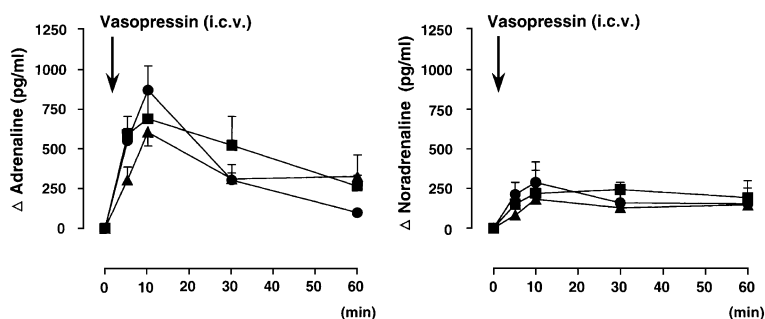 Vasopressin (i.c.v.)
1250
1000
750
500
250
0
Δ Adrenaline (pg/ml)
0 10 20 30 40 50 60
(min)
Vasopressin (i.c.v.)
1250
1000
750
500
250
0
Δ Noradrenaline (pg/ml)
0 10 20 30 40 50 60
(min)